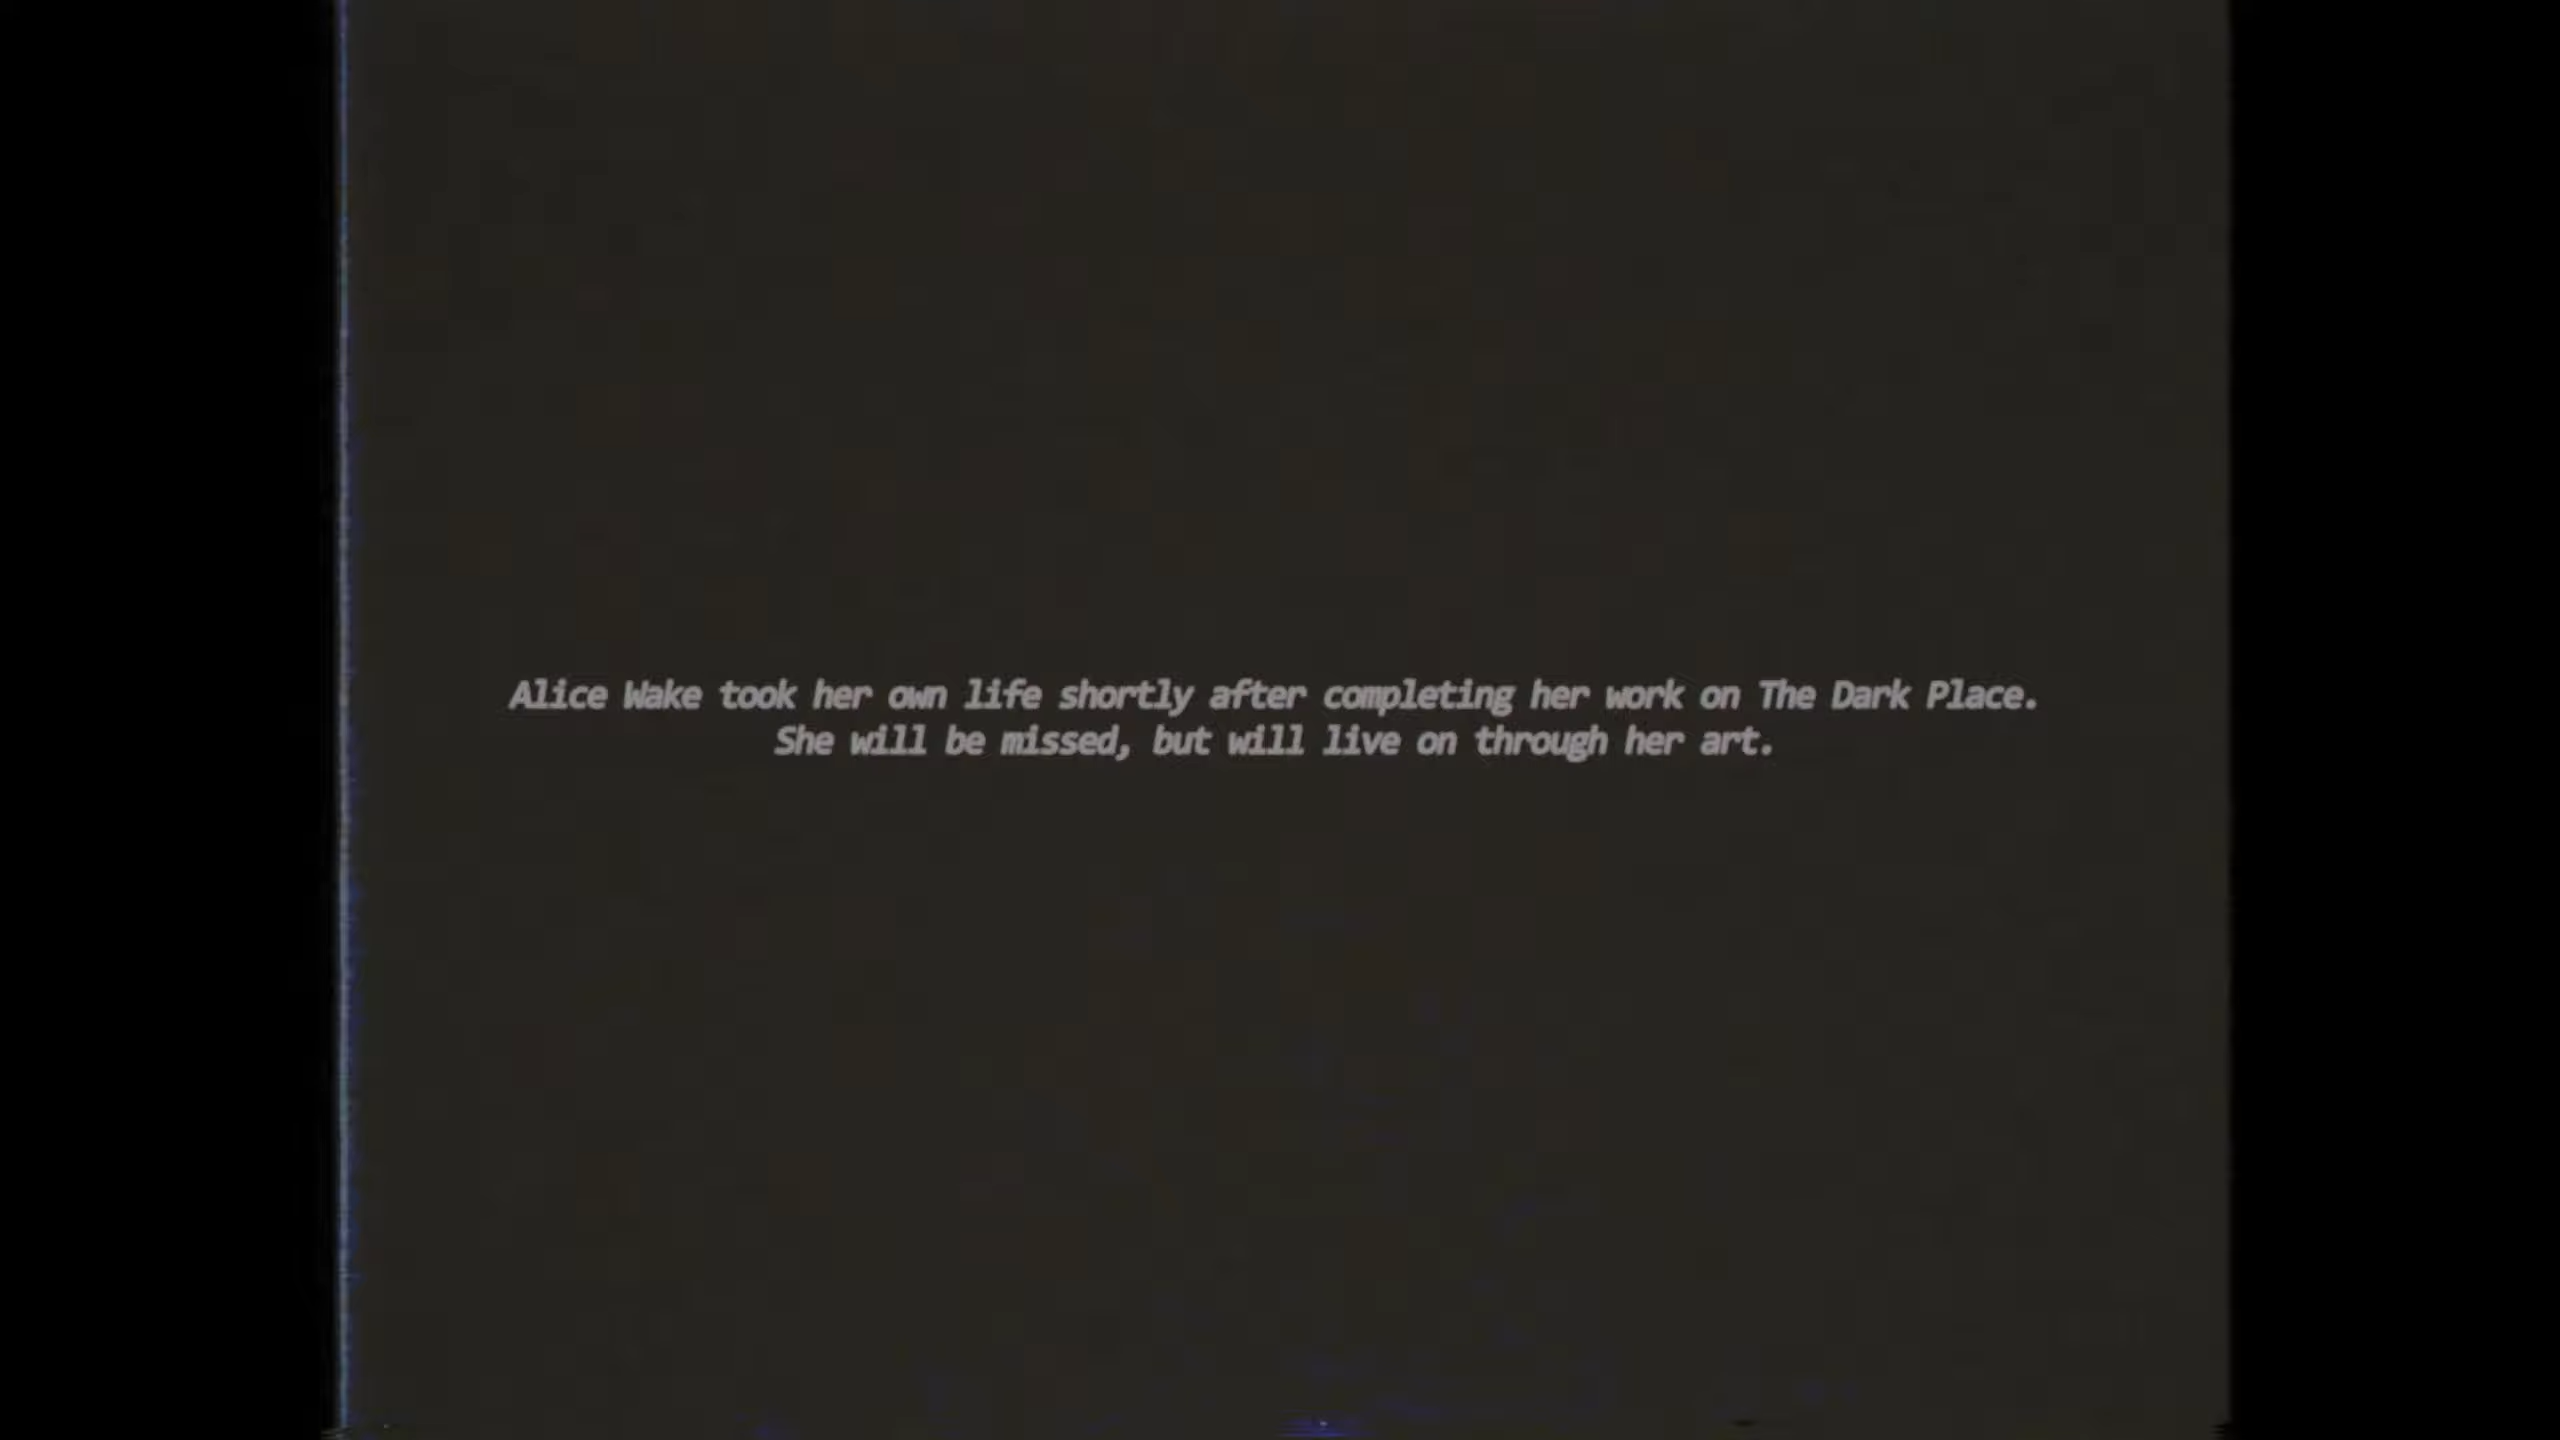 Alice Wake took her own life shortly after completing her work on The Dark Place.
She will be missed, but will live on through her art.